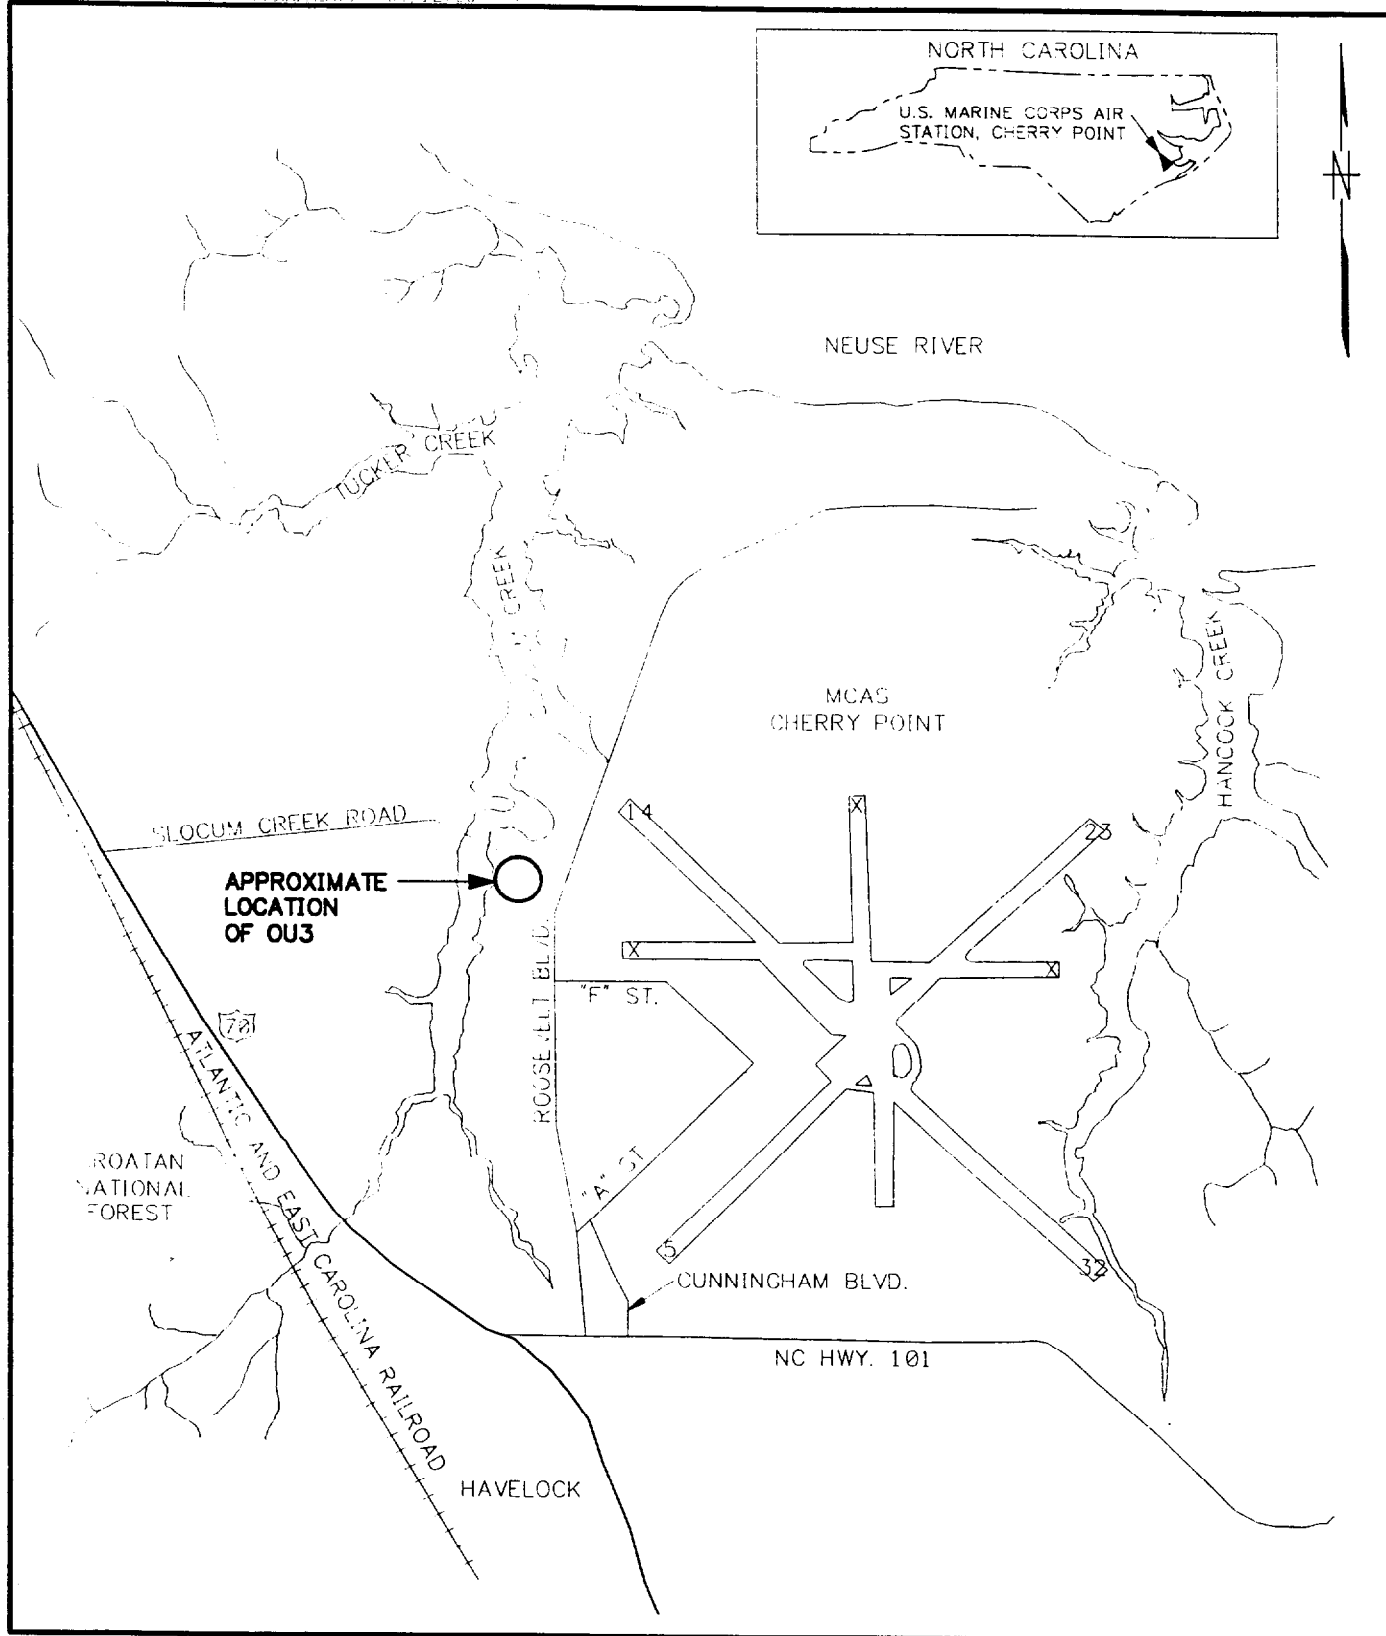 NORTH CAROLINA
U.S. MARINE CORPS AIR
STATION, CHERRY POINT
N
NEUSE RIVER
TUCKER CREEK
CREEK
HANCOCK CREEK
MCAS
CHERRY POINT
14
X
23
SLOCUM CREEK ROAD
APPROXIMATE
LOCATION
OF OU3
X
X
ROOSEVELT BLVD.
"F" ST.
70
ATLANTIC AND EAST CAROLINA RAILROAD
ROATAN
NATIONAL
FOREST
"A" ST
5
32
CUNNINGHAM BLVD.
NC HWY. 101
HAVELOCK